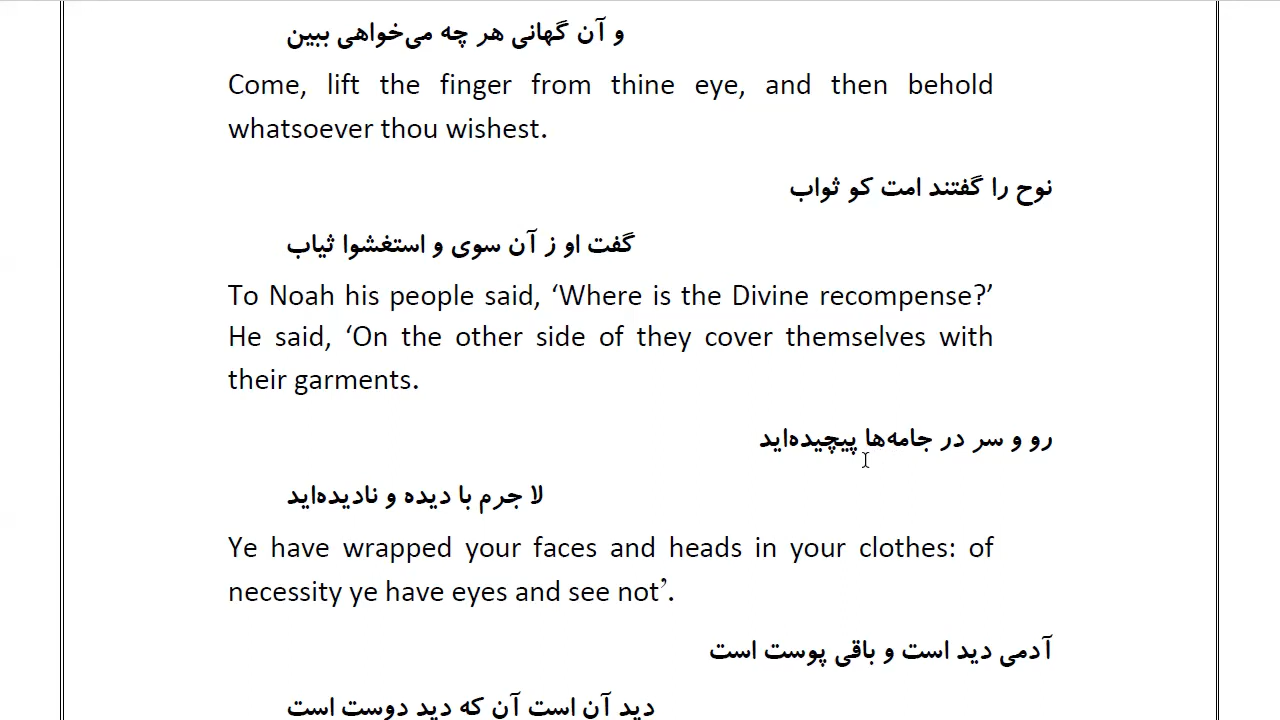 و آن گهانی هر چه می‌خواهی ببین
Come, lift the finger from thine eye, and then behold
whatsoever thou wishest.
نوح را گفتند امت کو ثواب
گفت او ز آن سوی و استغشوا ثیاب
To Noah his people said, ‘Where is the Divine recompense?’
He said, ‘On the other side of they cover themselves with
their garments.
رو و سر در جامه‌ها پیچیده‌اید
لا جرم با دیده و نادیده‌اید
Ye have wrapped your faces and heads in your clothes: of
necessity ye have eyes and see not’.
آدمی دید است و باقی پوست است
دید آن است آن که دید دوست است